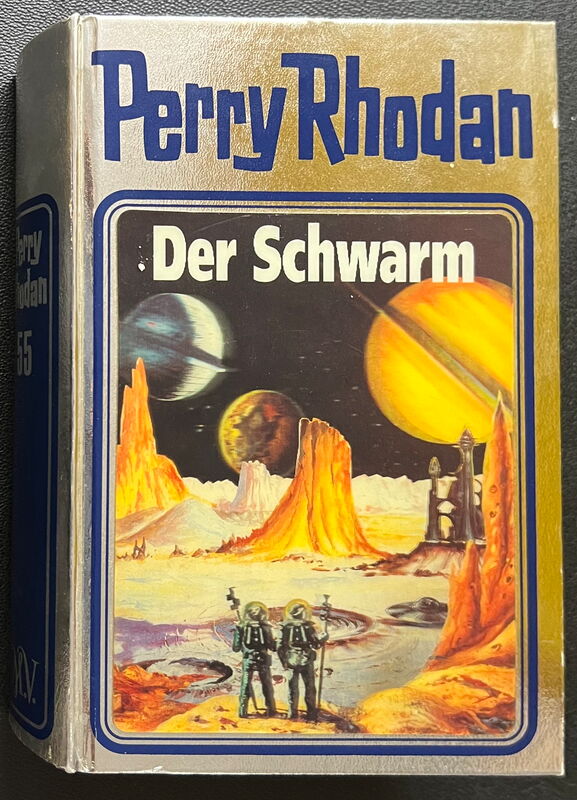 Perry Rhodan
Der Schwarm
Perry
Rhodan
55